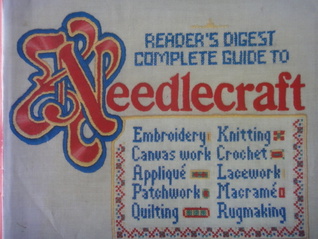 READER'S DIGEST
COMPLETE GUIDE TO
Needlecraft
Embroidery Knitting
Canvas work Crochet
Appliqué Lacework
Patchwork Macramé
Quilting Rugmaking